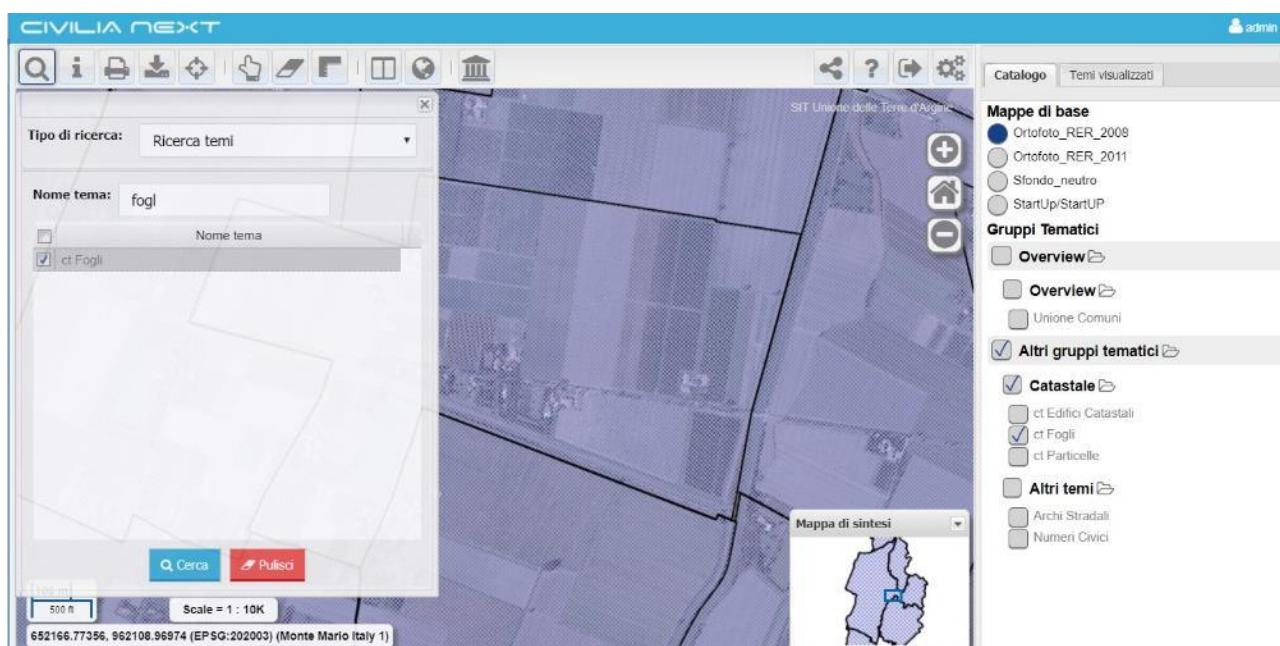 CIVILIA NEXT
admin
SIT Unione delle Terre d'Argine
Tipo di ricerca:
Ricerca temi
Nome tema:
fogl
Nome tema
ct Fogli
Cerca
Pulisci
100 m
500 ft
Scale = 1 : 10K
652166.77356, 962108.96974 (EPSG:202003) (Monte Mario Italy 1)
Mappa di sintesi
Catalogo
Temi visualizzati
Mappe di base
Ortofoto_RER_2008
Ortofoto_RER_2011
Sfondo_neutro
StartUp/StartUP
Gruppi Tematici
Overview
Overview
Unione Comuni
Altri gruppi tematici
Catastale
ct Edifici Catastali
ct Fogli
ct Particelle
Altri temi
Archi Stradali
Numeri Civici